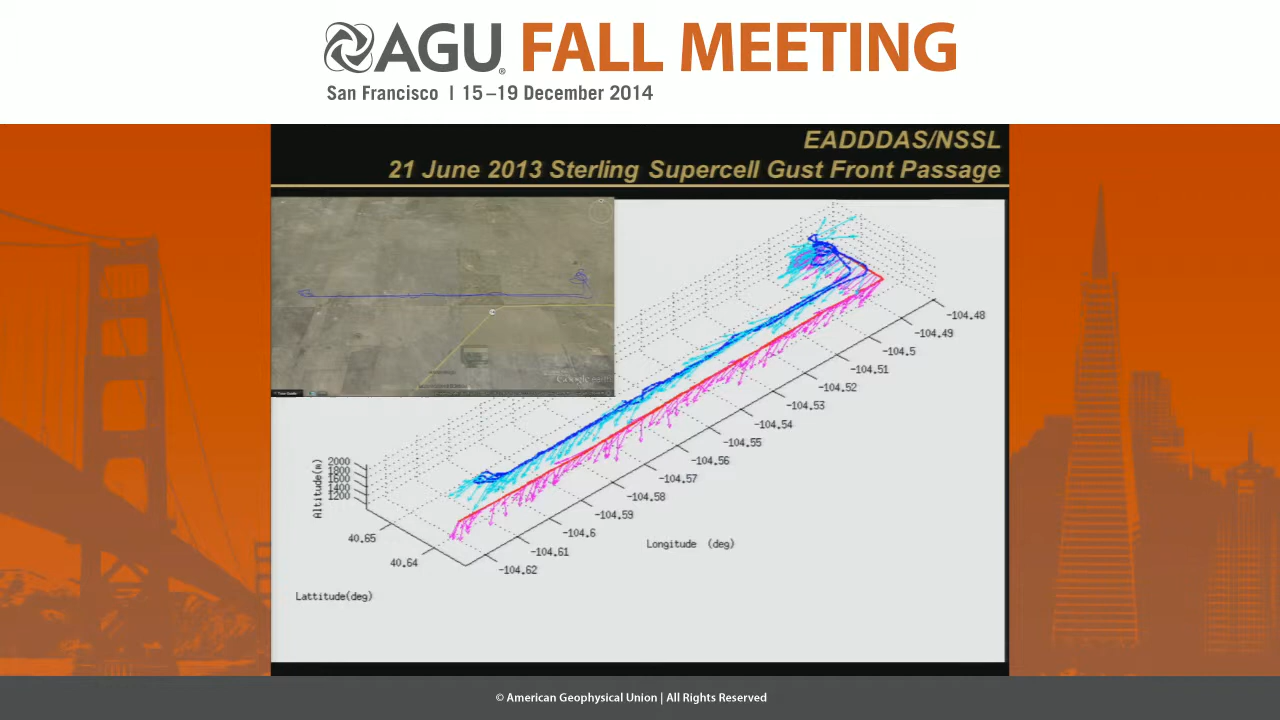 AGU® FALL MEETING
San Francisco | 15–19 December 2014
EADDDAS/NSSL
21 June 2013 Sterling Supercell Gust Front Passage
Google earth
2000
1800
1600
1400
1200
Altitude(m)
40.65
40.64
Lattitude(deg)
-104.48
-104.49
-104.5
-104.51
-104.52
-104.53
-104.54
-104.55
-104.56
-104.57
-104.58
-104.59
-104.6
-104.61
-104.62
Longitude (deg)
© American Geophysical Union | All Rights Reserved